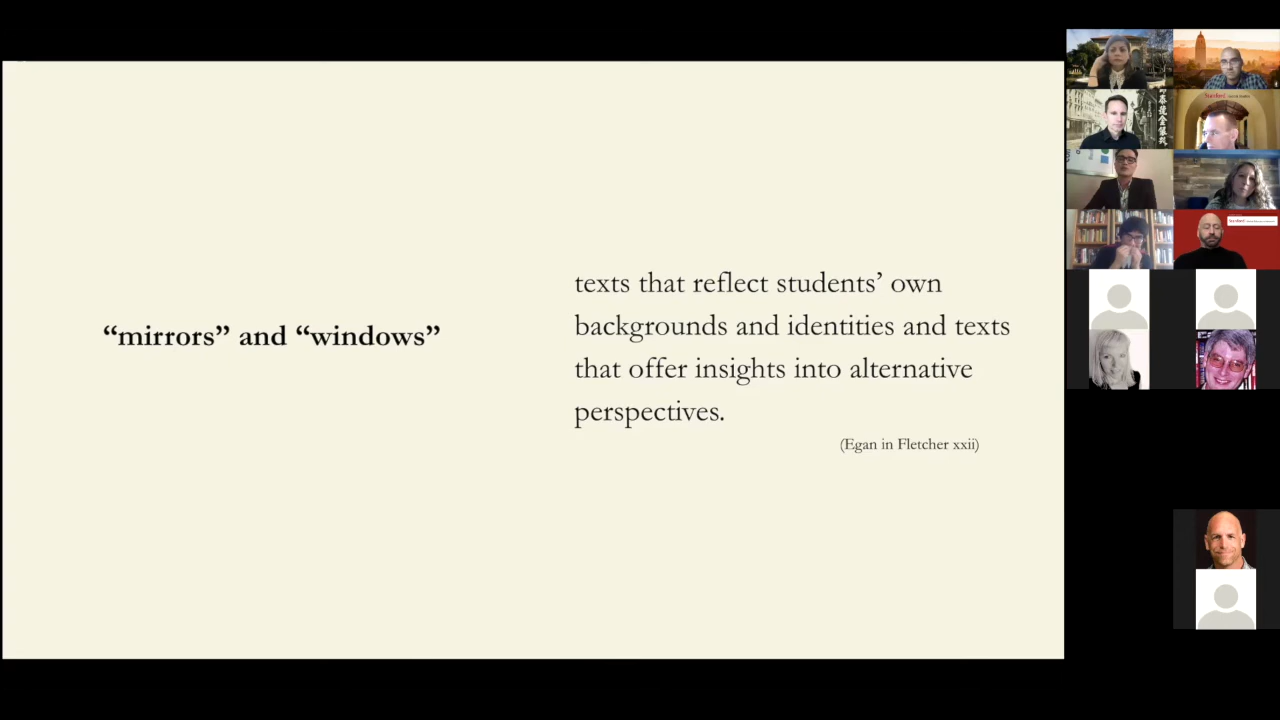 “mirrors” and “windows”
texts that reflect students’ own
backgrounds and identities and texts
that offer insights into alternative
perspectives.
(Egan in Fletcher xxii)
Stanford